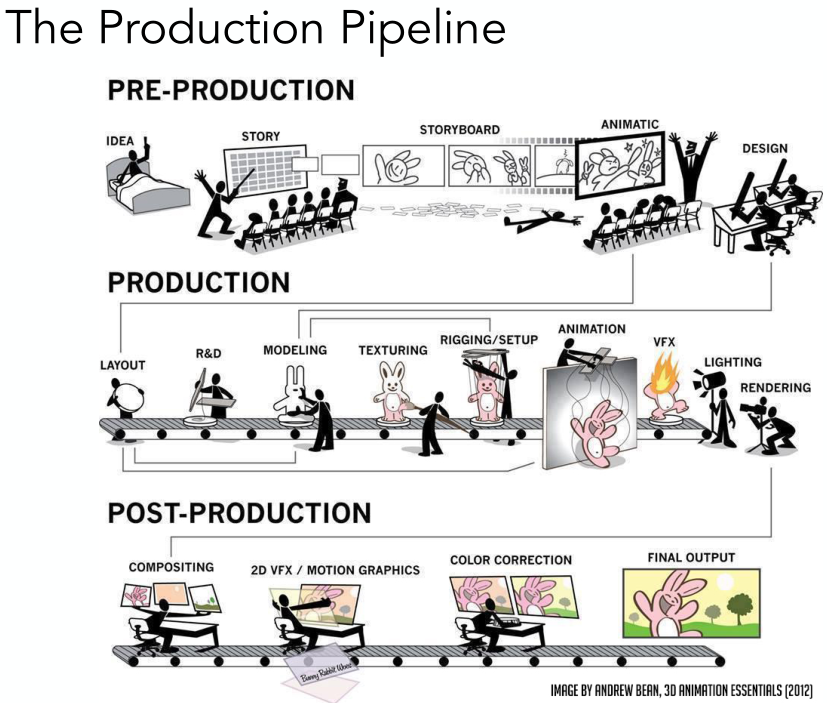 The Production Pipeline
PRE-PRODUCTION
IDEA
STORY
STORYBOARD
ANIMATIC
DESIGN
PRODUCTION
LAYOUT
R&D
MODELING
TEXTURING
RIGGING/SETUP
ANIMATION
VFX
LIGHTING
RENDERING
POST-PRODUCTION
COMPOSITING
2D VFX / MOTION GRAPHICS
COLOR CORRECTION
FINAL OUTPUT
Bunny Rabbit Woes
IMAGE BY ANDREW BEAN, 3D ANIMATION ESSENTIALS (2012)